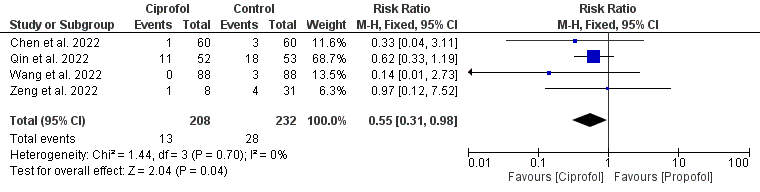 Ciprofol Control Risk Ratio Risk Ratio
Study or Subgroup Events Total Events Total Weight M-H, Fixed, 95% CI M-H, Fixed, 95% CI
Chen et al. 2022 1 60 3 60 11.6% 0.33 (0.04, 3.11)
Qin et al. 2022 11 52 18 53 68.7% 0.62 (0.33, 1.19)
Wang et al. 2022 0 88 3 88 13.5% 0.14 (0.01, 2.73)
Zeng et al. 2022 1 8 4 31 6.3% 0.97 (0.12, 7.52)
Total (95% CI) 208 232 100.0% 0.55 [0.31, 0.98)
Total events 13 28
Heterogeneity: Chi² = 1.44, df = 3 (P = 0.70); I² = 0%
Test for overall effect: Z = 2.04 (P = 0.04)
0.01 0.1 1 10 100
Favours [Ciprofol] Favours [Propofol]